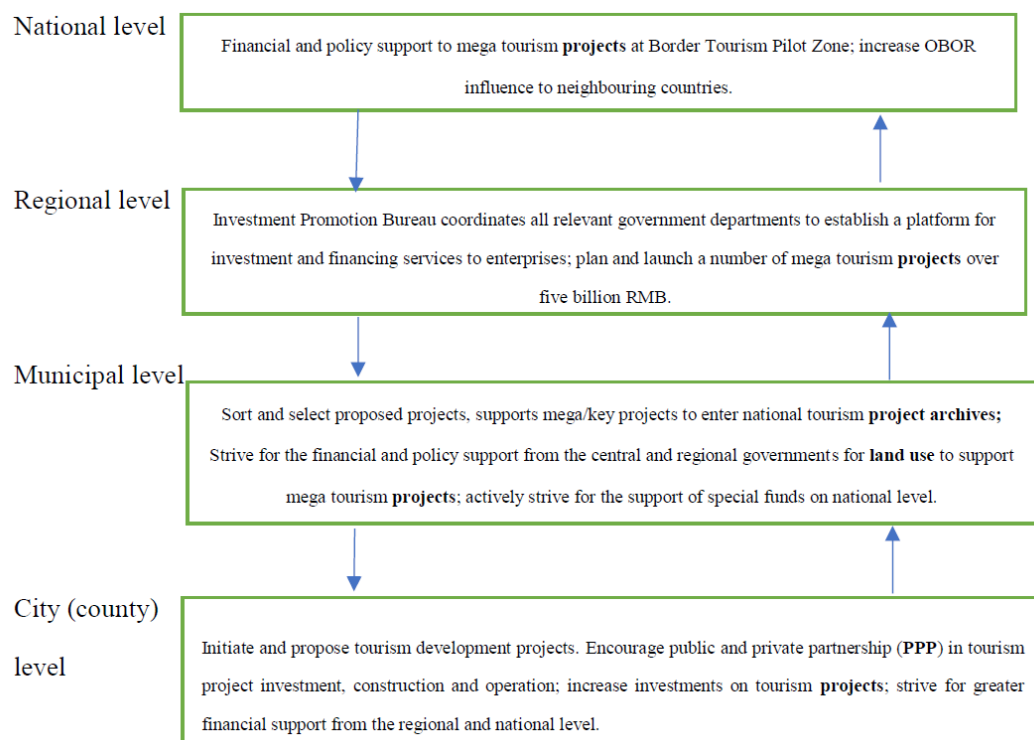 National level
Financial and policy support to mega tourism projects at Border Tourism Pilot Zone; increase OBOR
influence to neighbouring countries.
Regional level
Investment Promotion Bureau coordinates all relevant government departments to establish a platform for
investment and financing services to enterprises; plan and launch a number of mega tourism projects over
five billion RMB.
Municipal level
Sort and select proposed projects, supports mega/key projects to enter national tourism project archives;
Strive for the financial and policy support from the central and regional governments for land use to support
mega tourism projects; actively strive for the support of special funds on national level.
City (county)
level
Initiate and propose tourism development projects. Encourage public and private partnership (PPP) in tourism
project investment, construction and operation; increase investments on tourism projects; strive for greater
financial support from the regional and national level.